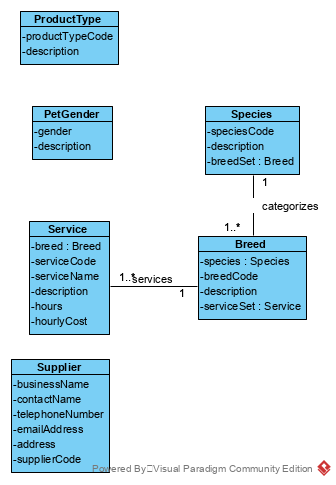 ProductType
-productTypeCode
-description
PetGender
-gender
-description
Species
-speciesCode
-description
-breedSet : Breed
1
categorizes
1..*
Service
-breed : Breed
-serviceCode
-serviceName
-description
-hours
-hourlyCost
1..*
services
1
Breed
-species : Species
-breedCode
-description
-serviceSet : Service
Supplier
-businessName
-contactName
-telephoneNumber
-emailAddress
-address
-supplierCode
Powered By Visual Paradigm Community Edition